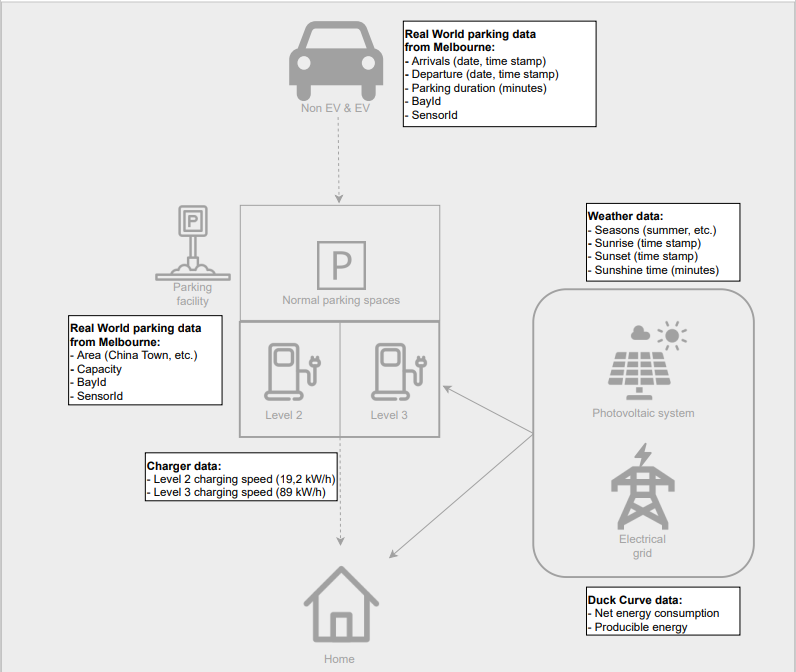 Real World parking data
from Melbourne:
- Arrivals (date, time stamp)
- Departure (date, time stamp)
- Parking duration (minutes)
- BayId
- SensorId
Non EV & EV
P
Parking
facility
P
Normal parking spaces
Weather data:
- Seasons (summer, etc.)
- Sunrise (time stamp)
- Sunset (time stamp)
- Sunshine time (minutes)
Real World parking data
from Melbourne:
- Area (China Town, etc.)
- Capacity
- BayId
- SensorId
Level 2
Level 3
Photovoltaic system
Charger data:
- Level 2 charging speed (19,2 kW/h)
- Level 3 charging speed (89 kW/h)
Electrical
grid
Duck Curve data:
- Net energy consumption
- Producible energy
Home